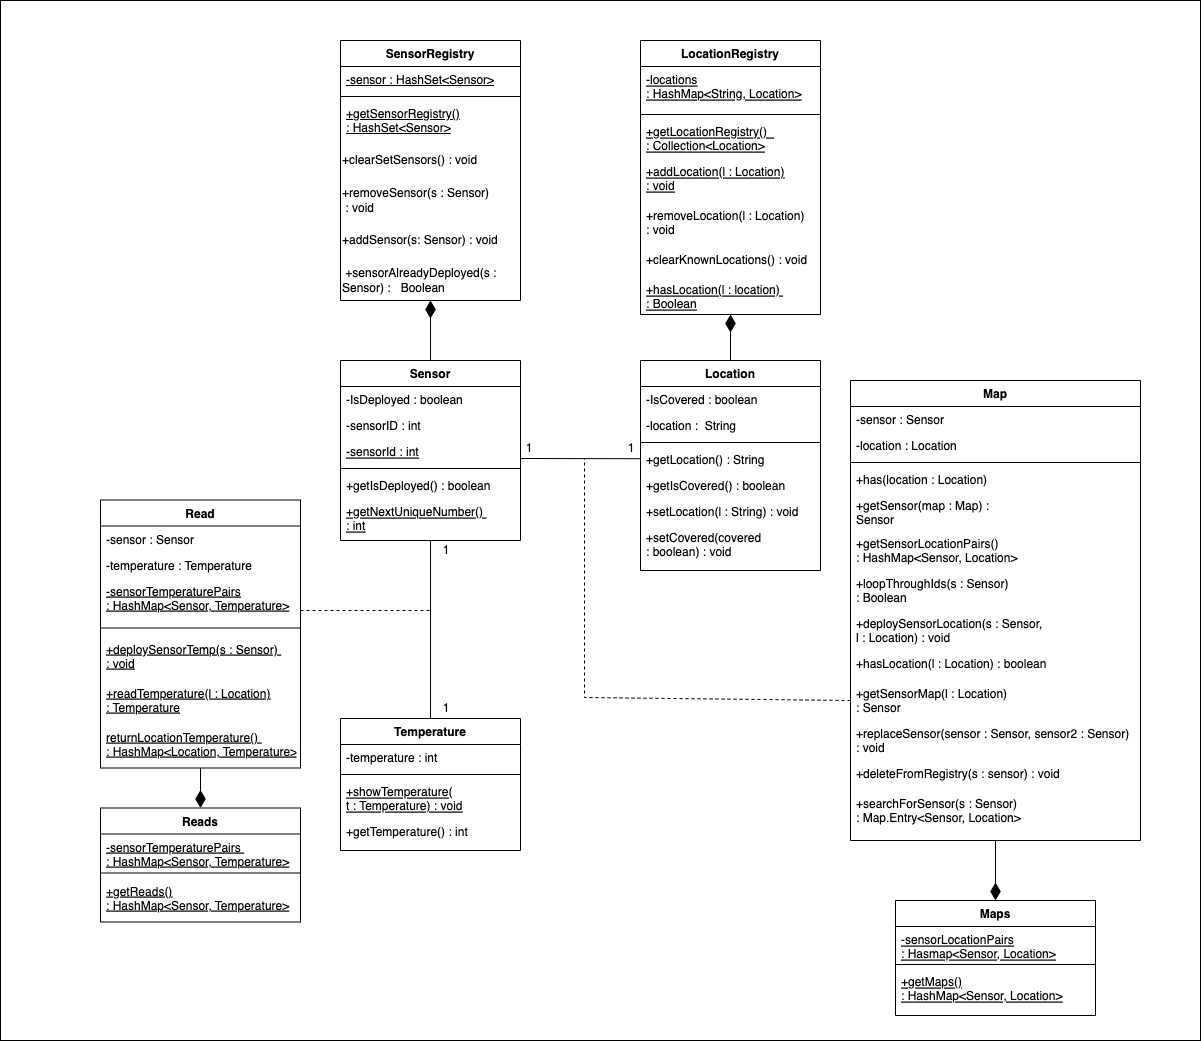 SensorRegistry
-sensor : HashSet<Sensor>
+getSensorRegistry()
: HashSet<Sensor>
+clearSetSensors() : void
+removeSensor(s : Sensor)
: void
+addSensor(s: Sensor) : void
+sensorAlreadyDeployed(s :
Sensor) : Boolean
LocationRegistry
-locations
: HashMap<String, Location>
+getLocationRegistry()
: Collection<Location>
+addLocation(l : Location)
: void
+removeLocation(l : Location)
: void
+clearKnownLocations() : void
+hasLocation(l : location)
: Boolean
Sensor
-IsDeployed : boolean
-sensorID : int
-sensorId : int
+getIsDeployed() : boolean
+getNextUniqueNumber()
: int
1
1
Location
-IsCovered : boolean
-location : String
+getLocation() : String
+getIsCovered() : boolean
+setLocation(l : String) : void
+setCovered(covered
: boolean) : void
Map
-sensor : Sensor
-location : Location
+has(location : Location)
+getSensor(map : Map) :
Sensor
+getSensorLocationPairs()
: HashMap<Sensor, Location>
+loopThroughIds(s : Sensor)
: Boolean
+deploySensorLocation(s : Sensor,
l : Location) : void
+hasLocation(l : Location) : boolean
+getSensorMap(l : Location)
: Sensor
+replaceSensor(sensor : Sensor, sensor2 : Sensor)
: void
+deleteFromRegistry(s : sensor) : void
+searchForSensor(s : Sensor)
: Map.Entry<Sensor, Location>
Read
-sensor : Sensor
-temperature : Temperature
-sensorTemperaturePairs
: HashMap<Sensor, Temperature>
+deploySensorTemp(s : Sensor)
: void
+readTemperature(l : Location)
: Temperature
returnLocationTemperature()
: HashMap<Location, Temperature>
1
1
Temperature
-temperature : int
+showTemperature(
t : Temperature) : void
+getTemperature() : int
Reads
-sensorTemperaturePairs
: HashMap<Sensor, Temperature>
+getReads()
: HashMap<Sensor, Temperature>
Maps
-sensorLocationPairs
: Hasmap<Sensor, Location>
+getMaps()
: HashMap<Sensor, Location>